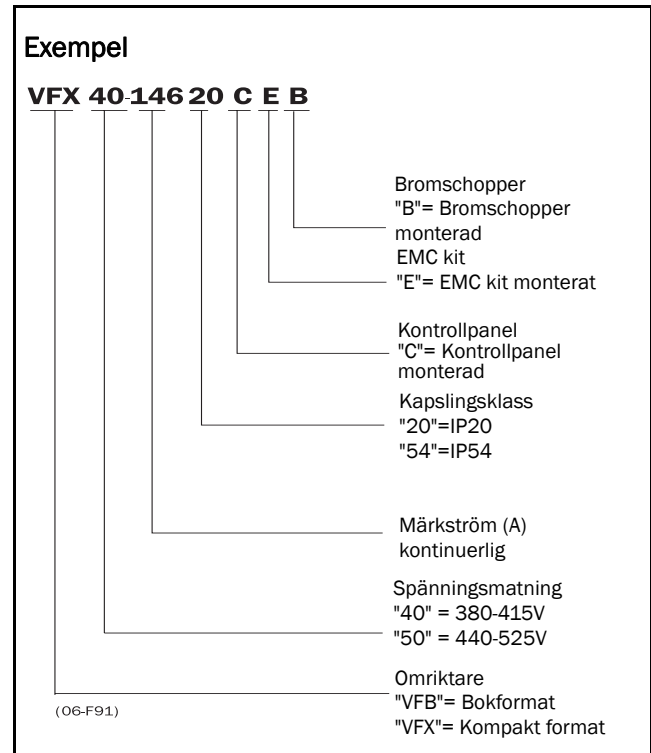 Exempel
VFX 40-146 20 C E B
Bromschopper
"B"= Bromschopper
monterad
EMC kit
"E"= EMC kit monterat
Kontrollpanel
"C"= Kontrollpanel
monterad
Kapslingsklass
"20"=IP20
"54"=IP54
Märkström (A)
kontinuerlig
Spänningsmatning
"40" = 380-415V
"50" = 440-525V
Omriktare
"VFB"= Bokformat
"VFX"= Kompakt format
(06-F91)